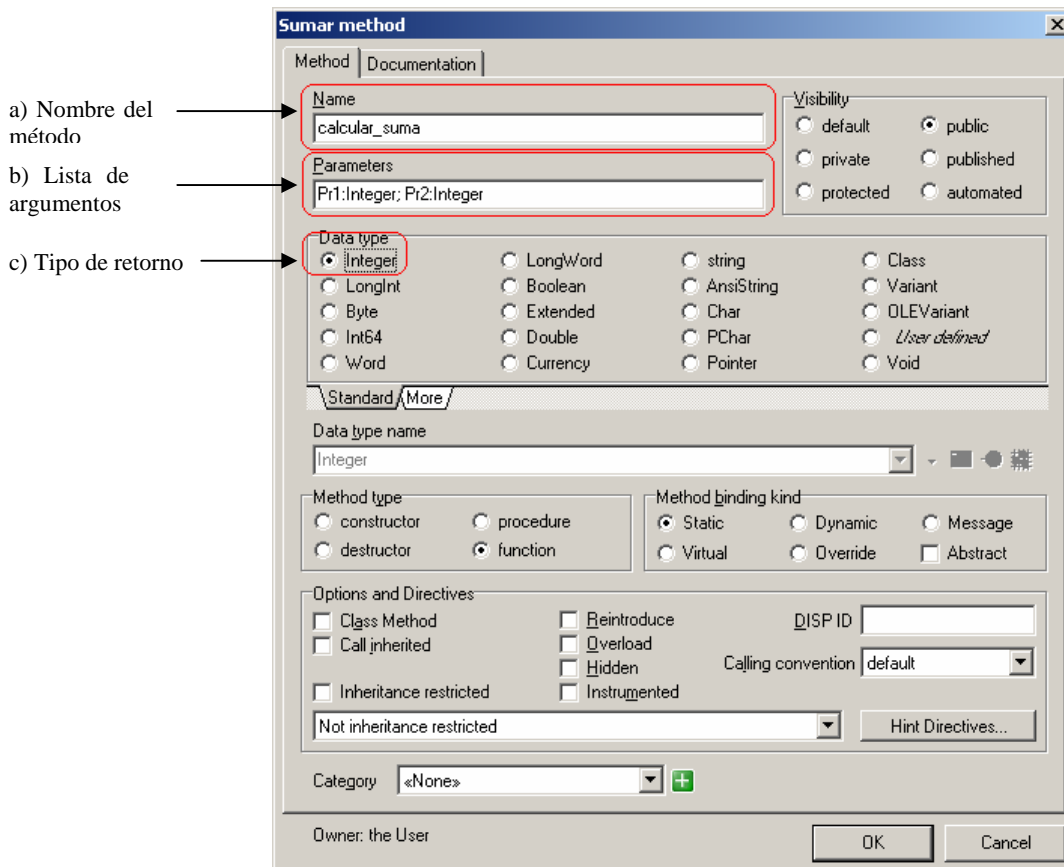 Sumar method
Method Documentation
a) Nombre del
método
Name
calcular_suma
Visibility
default public
private published
protected automated
b) Lista de
argumentos
Parameters
Pr1:Integer; Pr2:Integer
c) Tipo de retorno
Data type
Integer LongWord string Class
LongInt Boolean AnsiString Variant
Byte Extended Char OLEVariant
Int64 Double PChar User defined
Word Currency Pointer Void
Standard More
Data type name
Integer
Method type
constructor procedure
destructor function
Method binding kind
Static Dynamic Message
Virtual Override Abstract
Options and Directives
Class Method Reintroduce DISP ID
Call inherited Overload
Hidden Calling convention default
Inheritance restricted Instrumented
Not inheritance restricted Hint Directives...
Category «None»
Owner: the User
OK Cancel